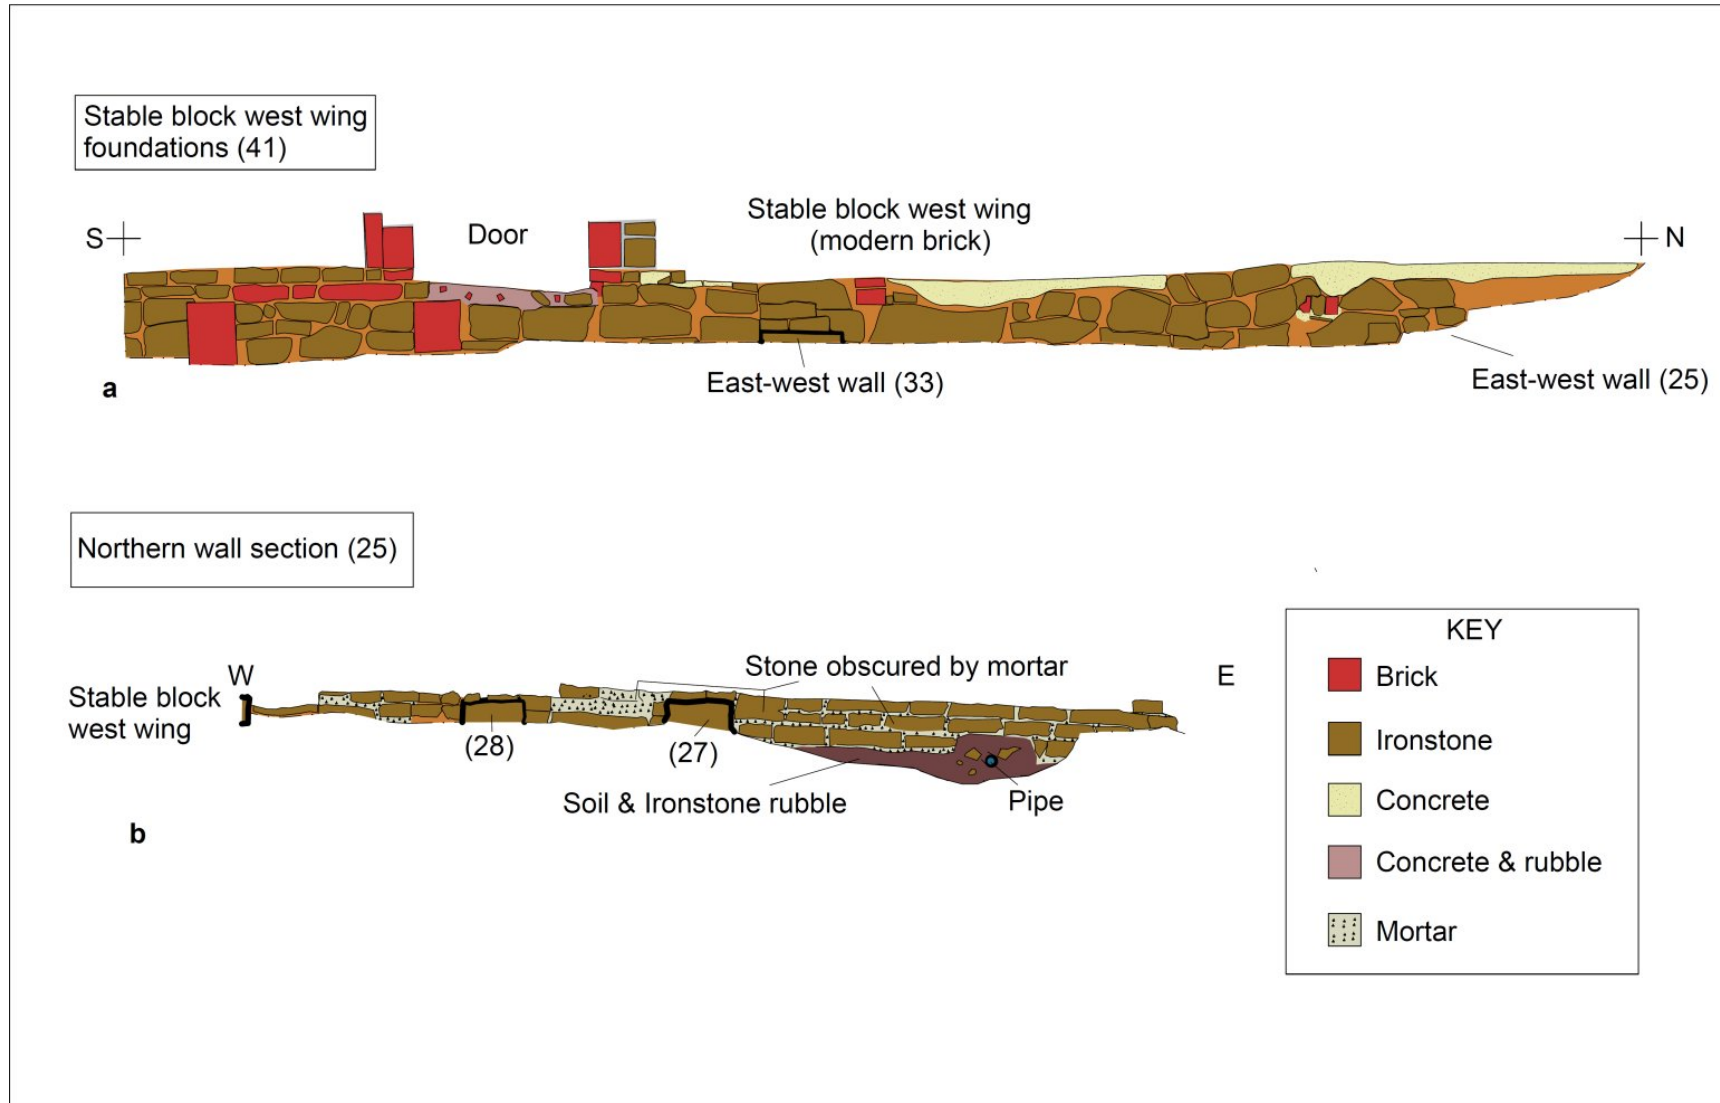 Stable block west wing
foundations (41)
S
Door
Stable block west wing
(modern brick)
N
East-west wall (33)
East-west wall (25)
a
Northern wall section (25)
W
Stone obscured by mortar
E
Stable block
west wing
(28)
(27)
Soil & Ironstone rubble
Pipe
b
KEY
Brick
Ironstone
Concrete
Concrete & rubble
Mortar